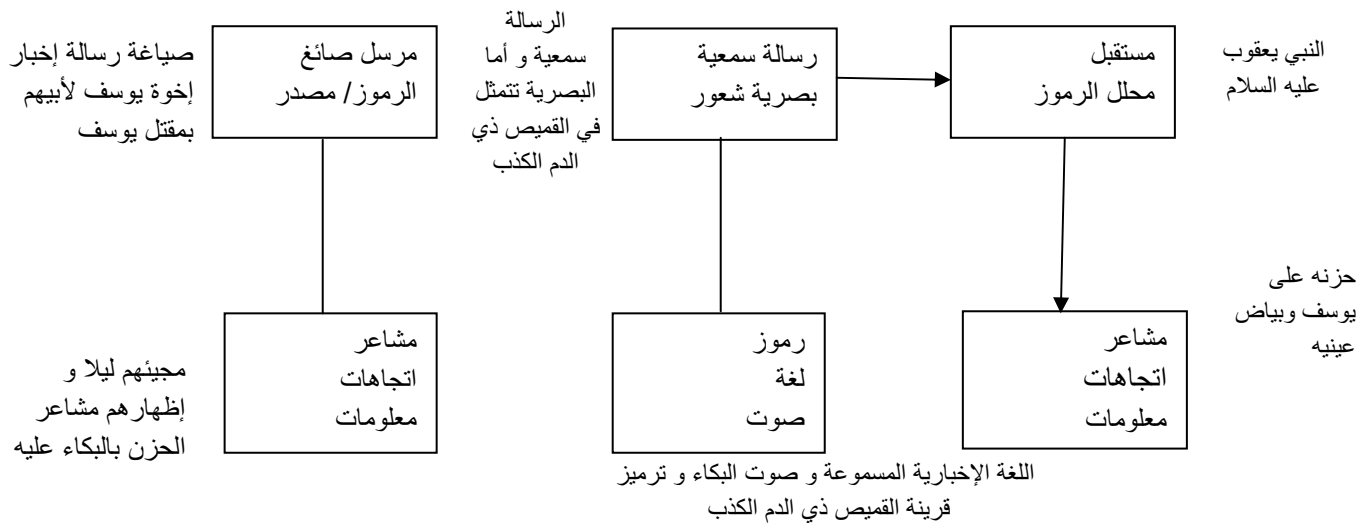 صياغة رسالة إخبار
إخوة يوسف لأبيهم
بمقتل يوسف
مرسل صائغ
الرموز/ مصدر
الرسالة
سمعية و أما
البصرية تتمثل
في القميص ذي
الدم الكذب
رسالة سمعية
بصرية شعور
مستقبل
محلل الرموز
النبي يعقوب
عليه السلام
مجيئهم ليلا و
إظهارهم مشاعر
الحزن بالبكاء عليه
مشاعر
اتجاهات
معلومات
رموز
لغة
صوت
اللغة الإخبارية المسموعة و صوت البكاء و ترميز
قرينة القميص ذي الدم الكذب
مشاعر
اتجاهات
معلومات
حزنه على
يوسف وبياض
عينيه